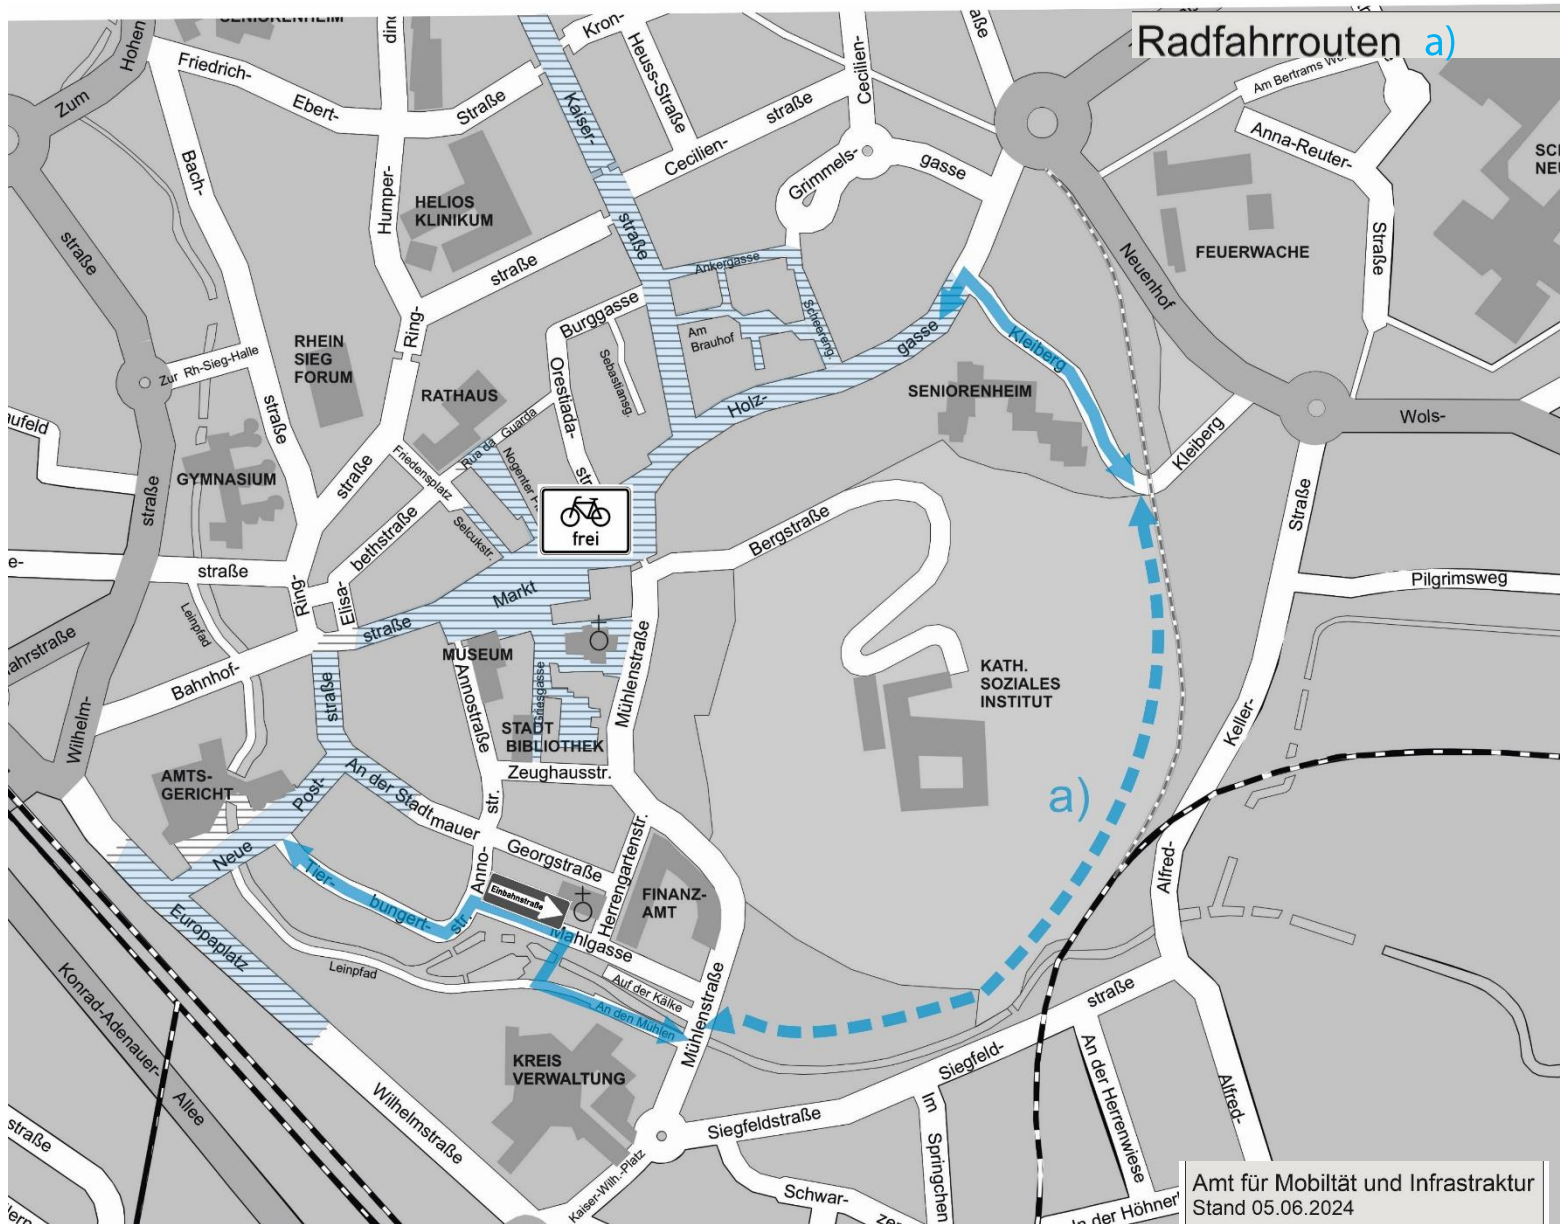 Radfahrrouten a)
SENIORENHEIM
Hohen
Zum
Friedrich-
Ebert-
Straße
Kron-
Heuss-Straße
Kaiser-
straße
Cecilien-
straße
Cecilien-
Grimmels-
gasse
Am Bertrams
Anna-Reuter-
Straße
Bach-
straße
Humper-
HELIOS
KLINIKUM
straße
Ring-
straße
Ankergasse
Scheereng.
Am
Brauhof
Neuenhof
FEUERWACHE
Wols-
straße
Zur Rh-Sieg-Halle
RHEIN
SIEG
FORUM
RATHAUS
Burggasse
Orestiada-
Sebastiansg.
Holz-
gasse
Kleiberg
SENIORENHEIM
Kleiberg
GYMNASIUM
straße
Rua da Guarda
Friedensplatz
Nogenter
Selcukstr.
frei
Bergstraße
Straße
Pilgrimsweg
straße
Ring-
Elisa-
bethstraße
Leinpfad
straße
Markt
Bahnhof-
straße
MUSEUM
Annostraße
Griesgasse
STADT
BIBLIOTHEK
Mühlenstraße
KATH.
SOZIALES
INSTITUT
Keller-
Wilhelm-
Zeughausstr.
AMTS-
GERICHT
Post-
Neue
An der Stadtmauer
str.
Anno-
str.
Georgstraße
Herrengartenstr.
FINANZ-
AMT
a)
Alfred-
Tier-
bungert-
Einbahnstraße
Mahlgasse
Europaplatz
Leinpfad
Auf der Kälke
An den Mühlen
Mühlenstraße
straße
Siegfeld-
Konrad-Adenauer-
Allee
KREIS
VERWALTUNG
Wilhelmstraße
Siegfeldstraße
Im
Springchen
An der Herrenwiese
Alfred-
straße
Kaiser-Wilh.-Platz
Schwar-
Amt für Mobiltät und Infrastraktur
Stand 05.06.2024